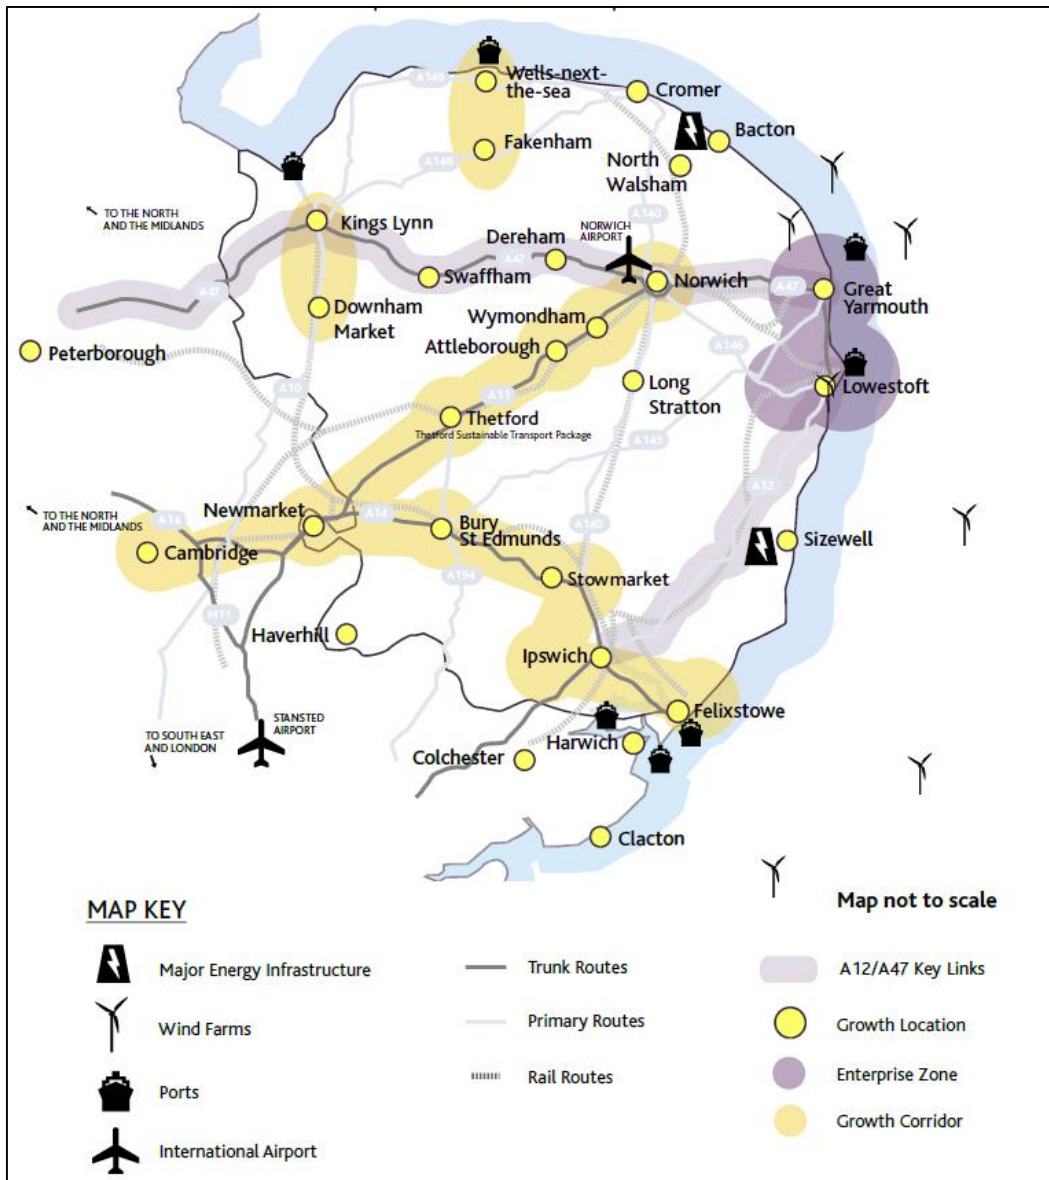 A149
Wells-next-
the-sea
Cromer
Bacton
Fakenham
A148
North
Walsham
TO THE NORTH
AND THE MIDLANDS
Kings Lynn
A140
NORWICH
AIRPORT
Dereham
A47
Swaffham
Norwich
A47
A47
Great
Yarmouth
Downham
Market
Wymondham
Attleborough
A146
Peterborough
A10
A11
Long
Stratton
Lowestoft
Thetford
Thetford Sustainable Transport Package
A143
A12
TO THE NORTH
AND THE MIDLANDS
A14
Newmarket
A14
Bury
St Edmunds
A140
Sizewell
Cambridge
A134
Stowmarket
M11
Haverhill
Ipswich
Felixstowe
STANSTED
AIRPORT
TO SOUTH EAST
AND LONDON
Harwich
Colchester
Clacton
MAP KEY
Map not to scale
Major Energy Infrastructure
Trunk Routes
A12/A47 Key Links
Wind Farms
Primary Routes
Growth Location
Ports
Rail Routes
Enterprise Zone
International Airport
Growth Corridor